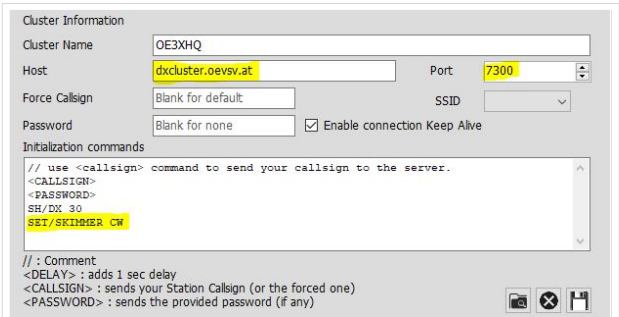 Cluster Information
Cluster Name OE3XHQ
Host dxcluster.oevsv.at Port 7300
Force Callsign Blank for default SSID
Password Blank for none Enable connection Keep Alive
Initialization commands
// use <callsign> command to send your callsign to the server.
<CALLSIGN>
<PASSWORD>
SH/DX 30
SET/SKIMMER CW
// : Comment
<DELAY> : adds 1 sec delay
<CALLSIGN> : sends your Station Callsign (or the forced one)
<PASSWORD> : sends the provided password (if any)